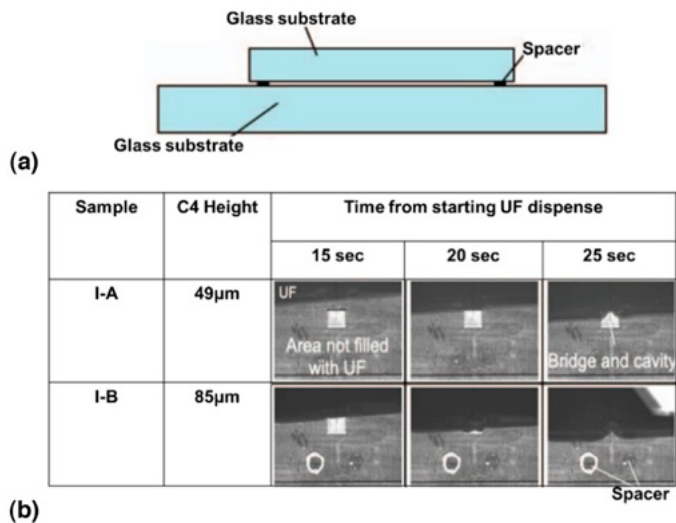 Glass substrate
Spacer
Glass substrate
(a)
Sample C4 Height Time from starting UF dispense
15 sec 20 sec 25 sec
I-A 49µm UF
Area not filled
with UF
Bridge and cavity
I-B 85µm
Spacer
(b)